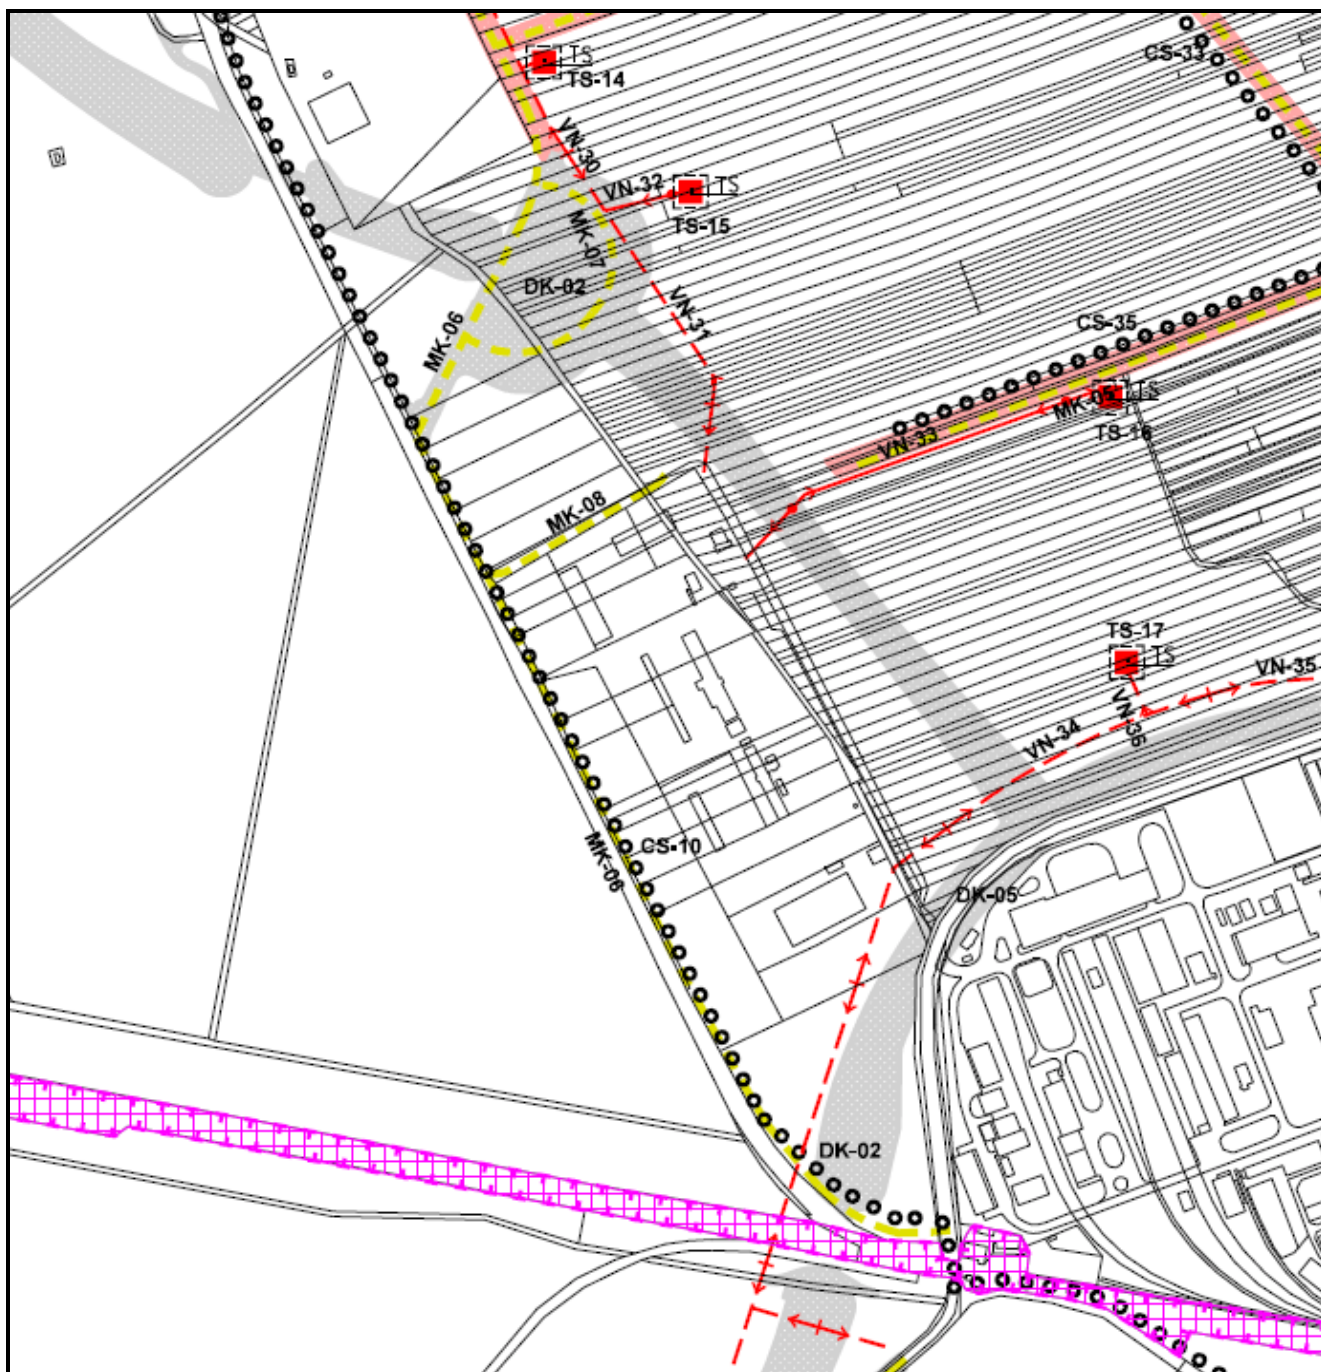 TS
TS-14
CS-33
D
VN-30
D
VN-32
TS
TS-15
MK-07
DK-02
VN-31
MK-06
CS-35
TS
MK-05
TS-16
VN-33
MK-08
TS-17
TS
VN-35
VN-36
VN-34
CS-10
MK-06
DK-05
DK-02